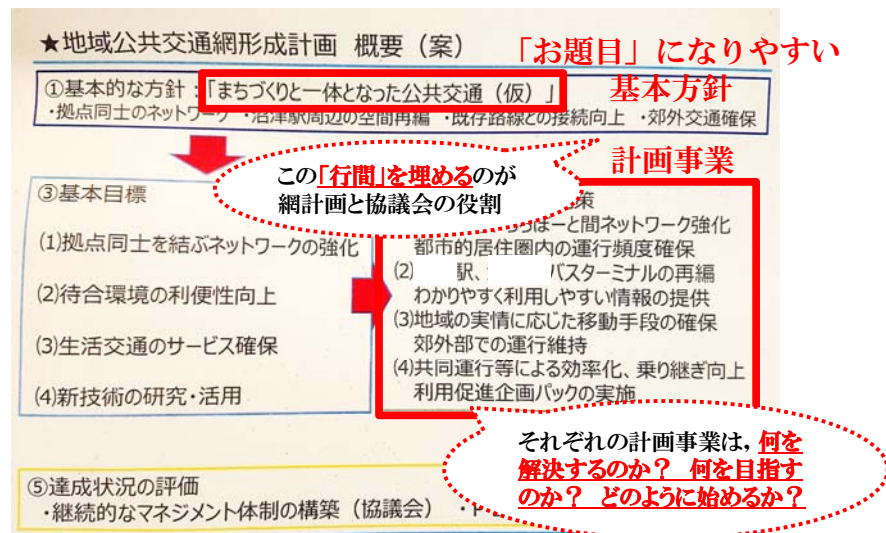 ★地域公共交通網形成計画 概要(案)
「お題目」になりやすい
基本方針
①基本的な方針:「まちづくりと一体となった公共交通(仮)」
・拠点同士のネットワーク ・沼津駅周辺の空間再編 ・既存路線との接続向上 ・郊外交通確保
計画事業
この「行間」を埋めるのが
網計画と協議会の役割
③基本目標
(1)拠点同士を結ぶネットワークの強化
(2)待合環境の利便性向上
(3)生活交通のサービス確保
(4)新技術の研究・活用
策
と間ネットワーク強化
都市的居住圏内の運行頻度確保
(2) 駅、 バスターミナルの再編
わかりやすく利用しやすい情報の提供
(3)地域の実情に応じた移動手段の確保
郊外部での運行維持
(4)共同運行等による効率化、乗り継ぎ向上
利用促進企画パックの実施
それぞれの計画事業は,何を
解決するのか? 何を目指す
のか? どのように始めるか?
⑤達成状況の評価
・継続的なマネジメント体制の構築(協議会)